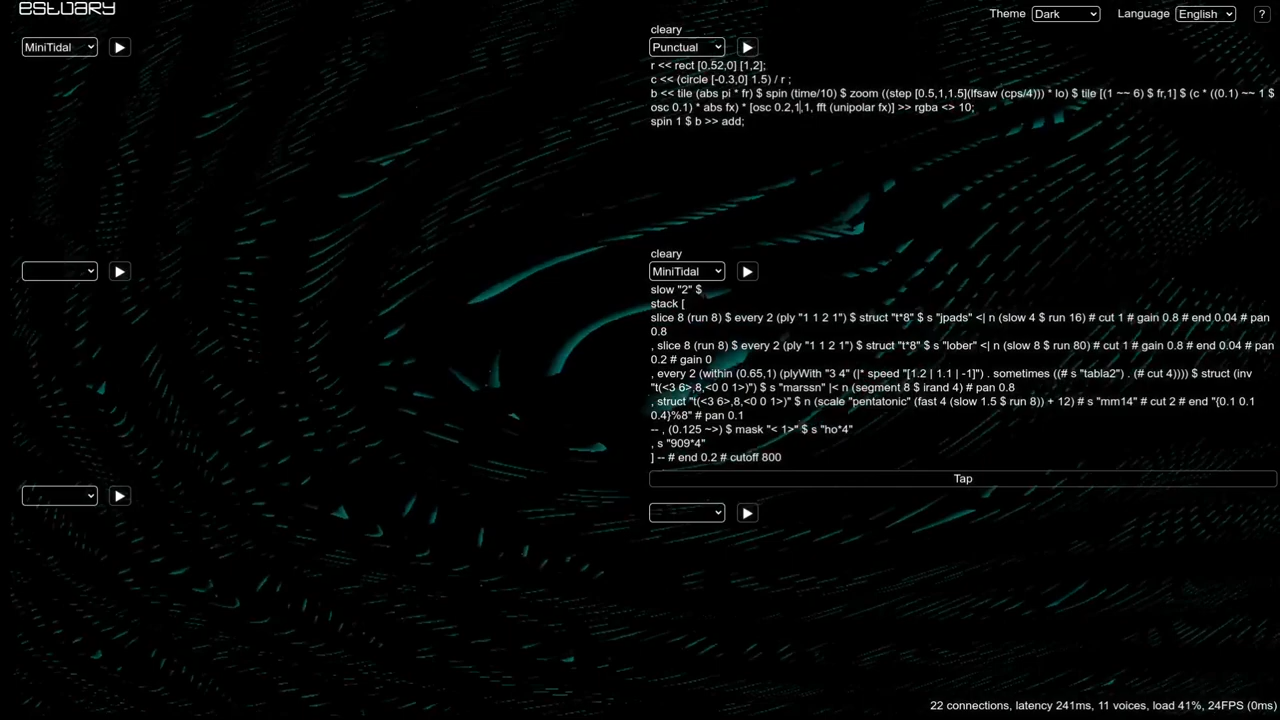 estuary
Theme Dark Language English ?
MiniTidal
cleary
Punctual
r << rect [0.52,0] [1,2];
c << (circle [-0.3,0] 1.5) / r ;
b << tile (abs pi * fr) $ spin (time/10) $ zoom ((step [0.5,1,1.5](lfsaw (cps/4))) * lo) $ tile [(1 ~~ 6) $ fr,1] $ (c * ((0.1) ~~ 1 $
osc 0.1) * abs fx) * [osc 0.2,1,1, fft (unipolar fx)] >> rgba <> 10;
spin 1 $ b >> add;
cleary
MiniTidal
slow "2" $
stack [
slice 8 (run 8) $ every 2 (ply "1 1 2 1") $ struct "t*8" $ s "jpads" <| n (slow 4 $ run 16) # cut 1 # gain 0.8 # end 0.04 # pan
0.8
, slice 8 (run 8) $ every 2 (ply "1 1 2 1") $ struct "t*8" $ s "lober" <| n (slow 8 $ run 80) # cut 1 # gain 0.8 # end 0.04 # pan
0.2 # gain 0
, every 2 (within (0.65,1) (plyWith "3 4" (|* speed "[1.2 | 1.1 | -1]") . sometimes ((# s "tabla2") . (# cut 4)))) $ struct (inv
"t(<3 6>,8,<0 0 1>)") $ s "marssn" |< n (segment 8 $ irand 4) # pan 0.8
, struct "t(<3 6>,8,<0 0 1>)" $ n (scale "pentatonic" (fast 4 (slow 1.5 $ run 8)) + 12) # s "mm14" # cut 2 # end "{0.1 0.1
0.4}%8" # pan 0.1
-- , (0.125 ~>) $ mask "< 1>" $ s "ho*4"
, s "909*4"
] -- # end 0.2 # cutoff 800
Tap
22 connections, latency 241ms, 11 voices, load 41%, 24FPS (0ms)